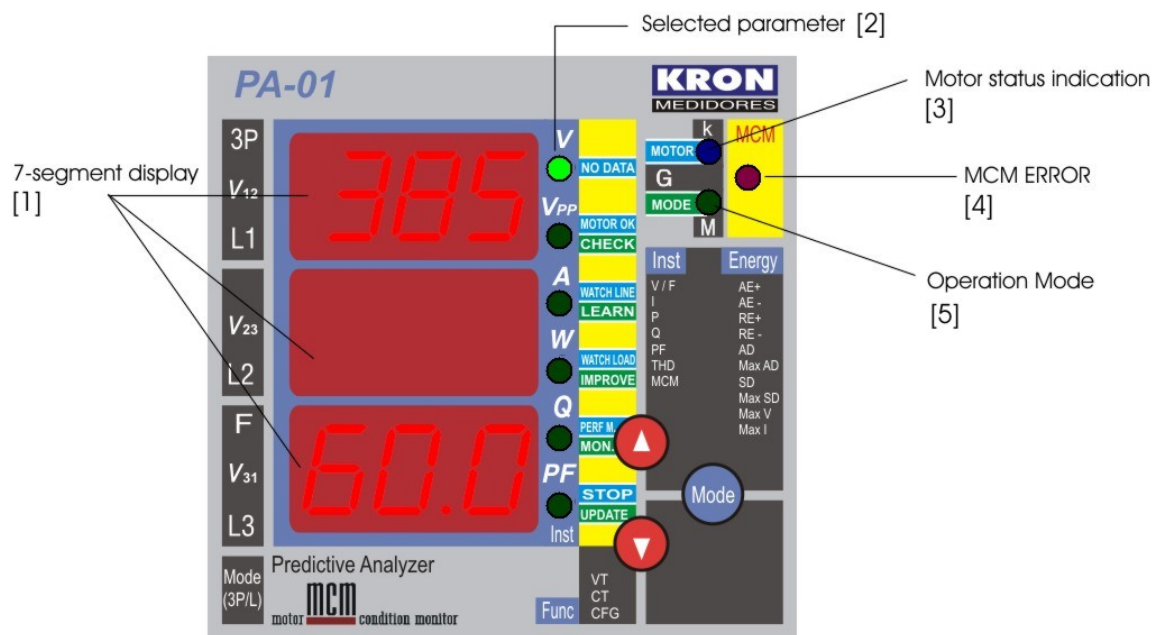 Selected parameter [2]
PA-01
KRON
MEDIDORES
Motor status indication
[3]
MCM ERROR
[4]
Operation Mode
[5]
7-segment display
[1]
3P
V12
L1
V23
L2
F
V31
L3
Mode
(3P/L)
385
60.0
V
VPP
A
W
Q
PF
Inst
NO DATA
MOTOR OK
CHECK
WATCH LINE
LEARN
WATCH LOAD
IMPROVE
PERF M.
MON.
STOP
UPDATE
k
MOTOR
G
MODE
M
MCM
Inst
V / F
I
P
Q
PF
THD
MCM
Energy
AE+
AE -
RE+
RE -
AD
Max AD
SD
Max SD
Max V
Max I
Mode
Predictive Analyzer
motor mcm condition monitor
Func
VT
CT
CFG